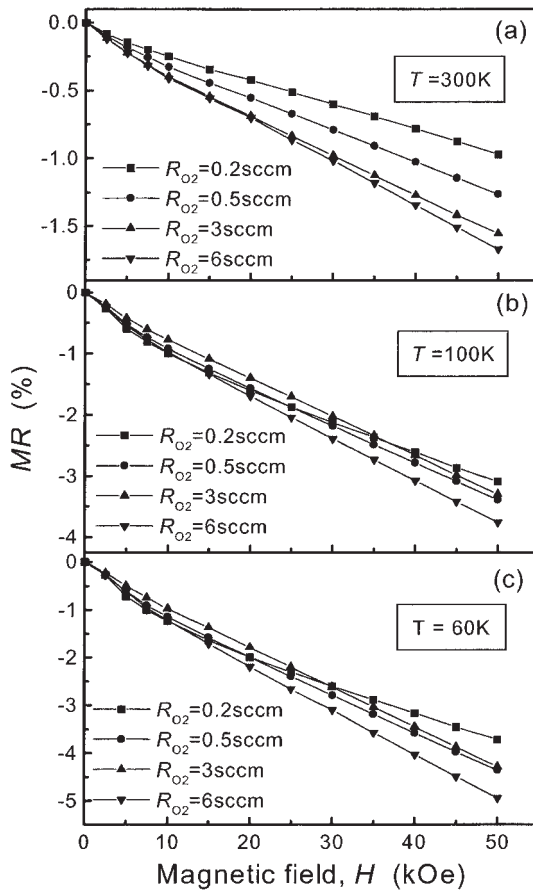 0.0
-0.5
-1.0
-1.5
(a)
T =300K
R_O2=0.2sccm
R_O2=0.5sccm
R_O2=3sccm
R_O2=6sccm
0
-1
-2
-3
-4
(b)
T =100K
R_O2=0.2sccm
R_O2=0.5sccm
R_O2=3sccm
R_O2=6sccm
MR (%)
0
-1
-2
-3
-4
-5
(c)
T = 60K
R_O2=0.2sccm
R_O2=0.5sccm
R_O2=3sccm
R_O2=6sccm
0 10 20 30 40 50
Magnetic field, H (kOe)